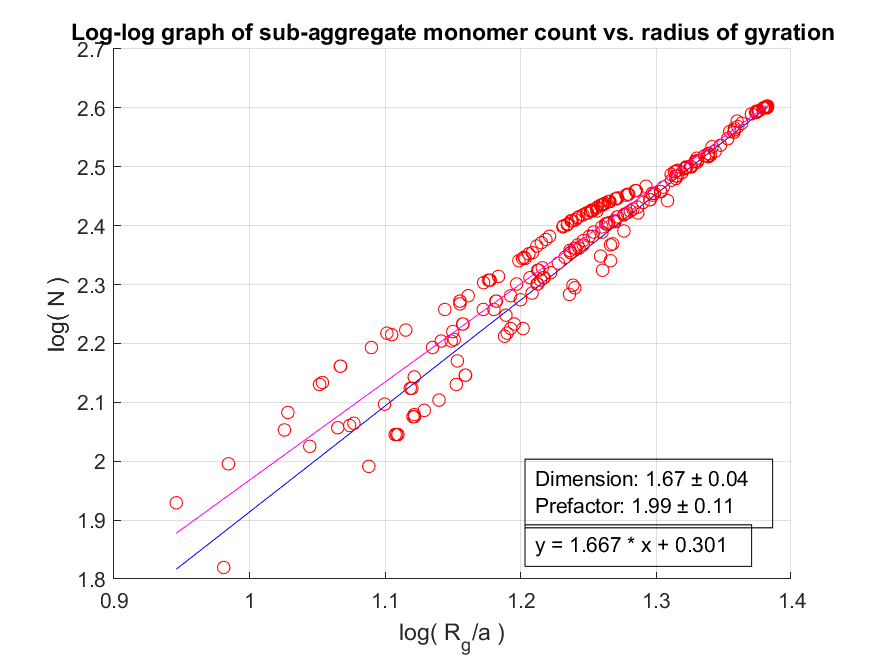 Log-log graph of sub-aggregate monomer count vs. radius of gyration
2.7
2.6
2.5
2.4
2.3
2.2
2.1
2
1.9
1.8
log( N )
Dimension: 1.67 ± 0.04
Prefactor: 1.99 ± 0.11
y = 1.667 * x + 0.301
0.9 1 1.1 1.2 1.3 1.4
log( R_g/a )